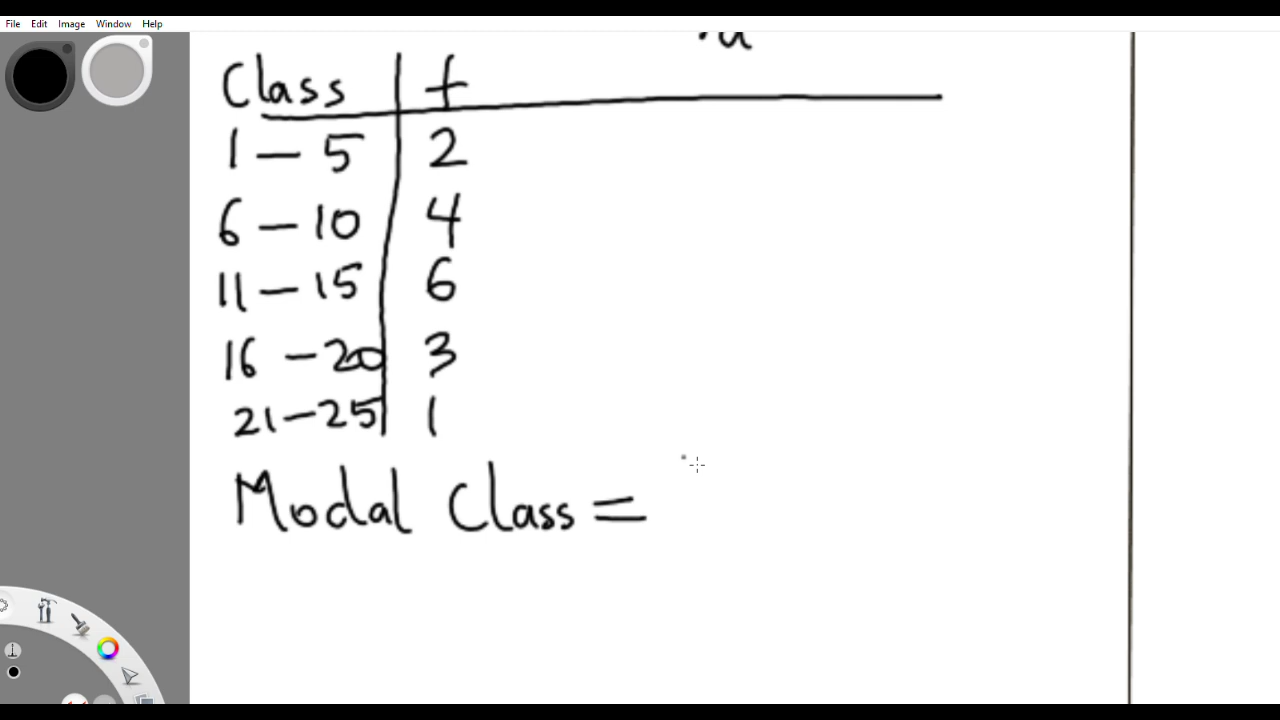 File Edit Image Window Help
Class f
1 – 5 2
6 – 10 4
11 – 15 6
16 – 20 3
21 – 25 1
Modal Class =